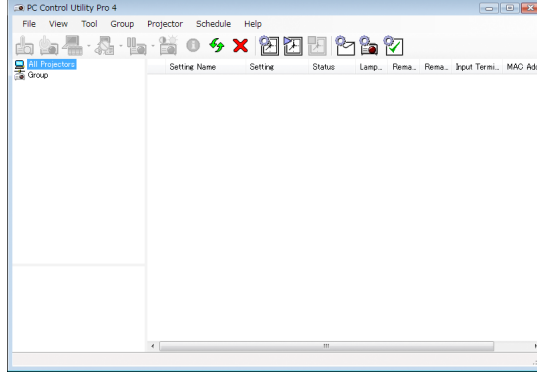 PC Control Utility Pro 4
File View Tool Group Projector Schedule Help
Setting Name Setting Status Lamp... Rema... Rema... Input Termi... MAC Add
All Projectors
Group